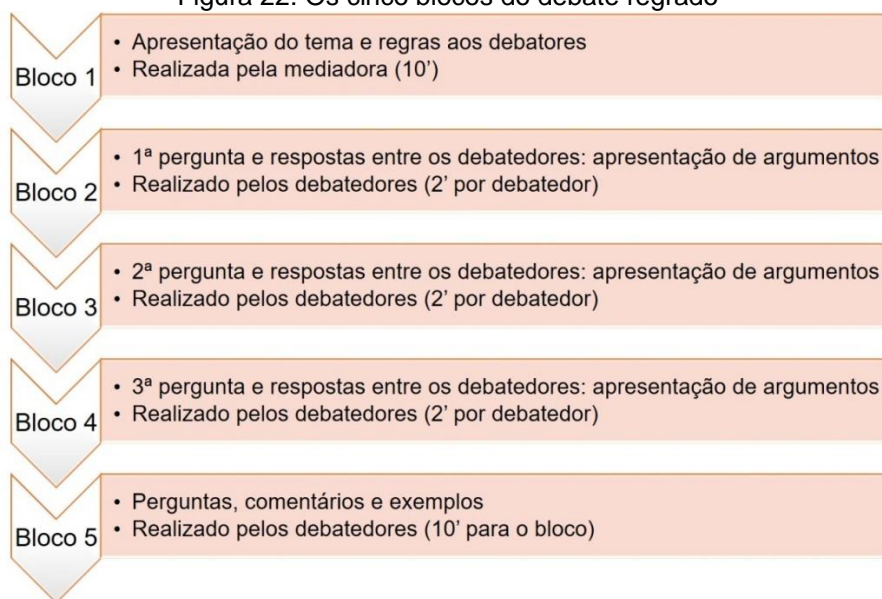 Figura 22: Os cinco blocos do debate regrado
Bloco 1
• Apresentação do tema e regras aos debatores
• Realizada pela mediadora (10’)
Bloco 2
• 1ª pergunta e respostas entre os debatedores: apresentação de argumentos
• Realizado pelos debatedores (2’ por debatedor)
Bloco 3
• 2ª pergunta e respostas entre os debatedores: apresentação de argumentos
• Realizado pelos debatedores (2’ por debatedor)
Bloco 4
• 3ª pergunta e respostas entre os debatedores: apresentação de argumentos
• Realizado pelos debatedores (2’ por debatedor)
Bloco 5
• Perguntas, comentários e exemplos
• Realizado pelos debatedores (10’ para o bloco)